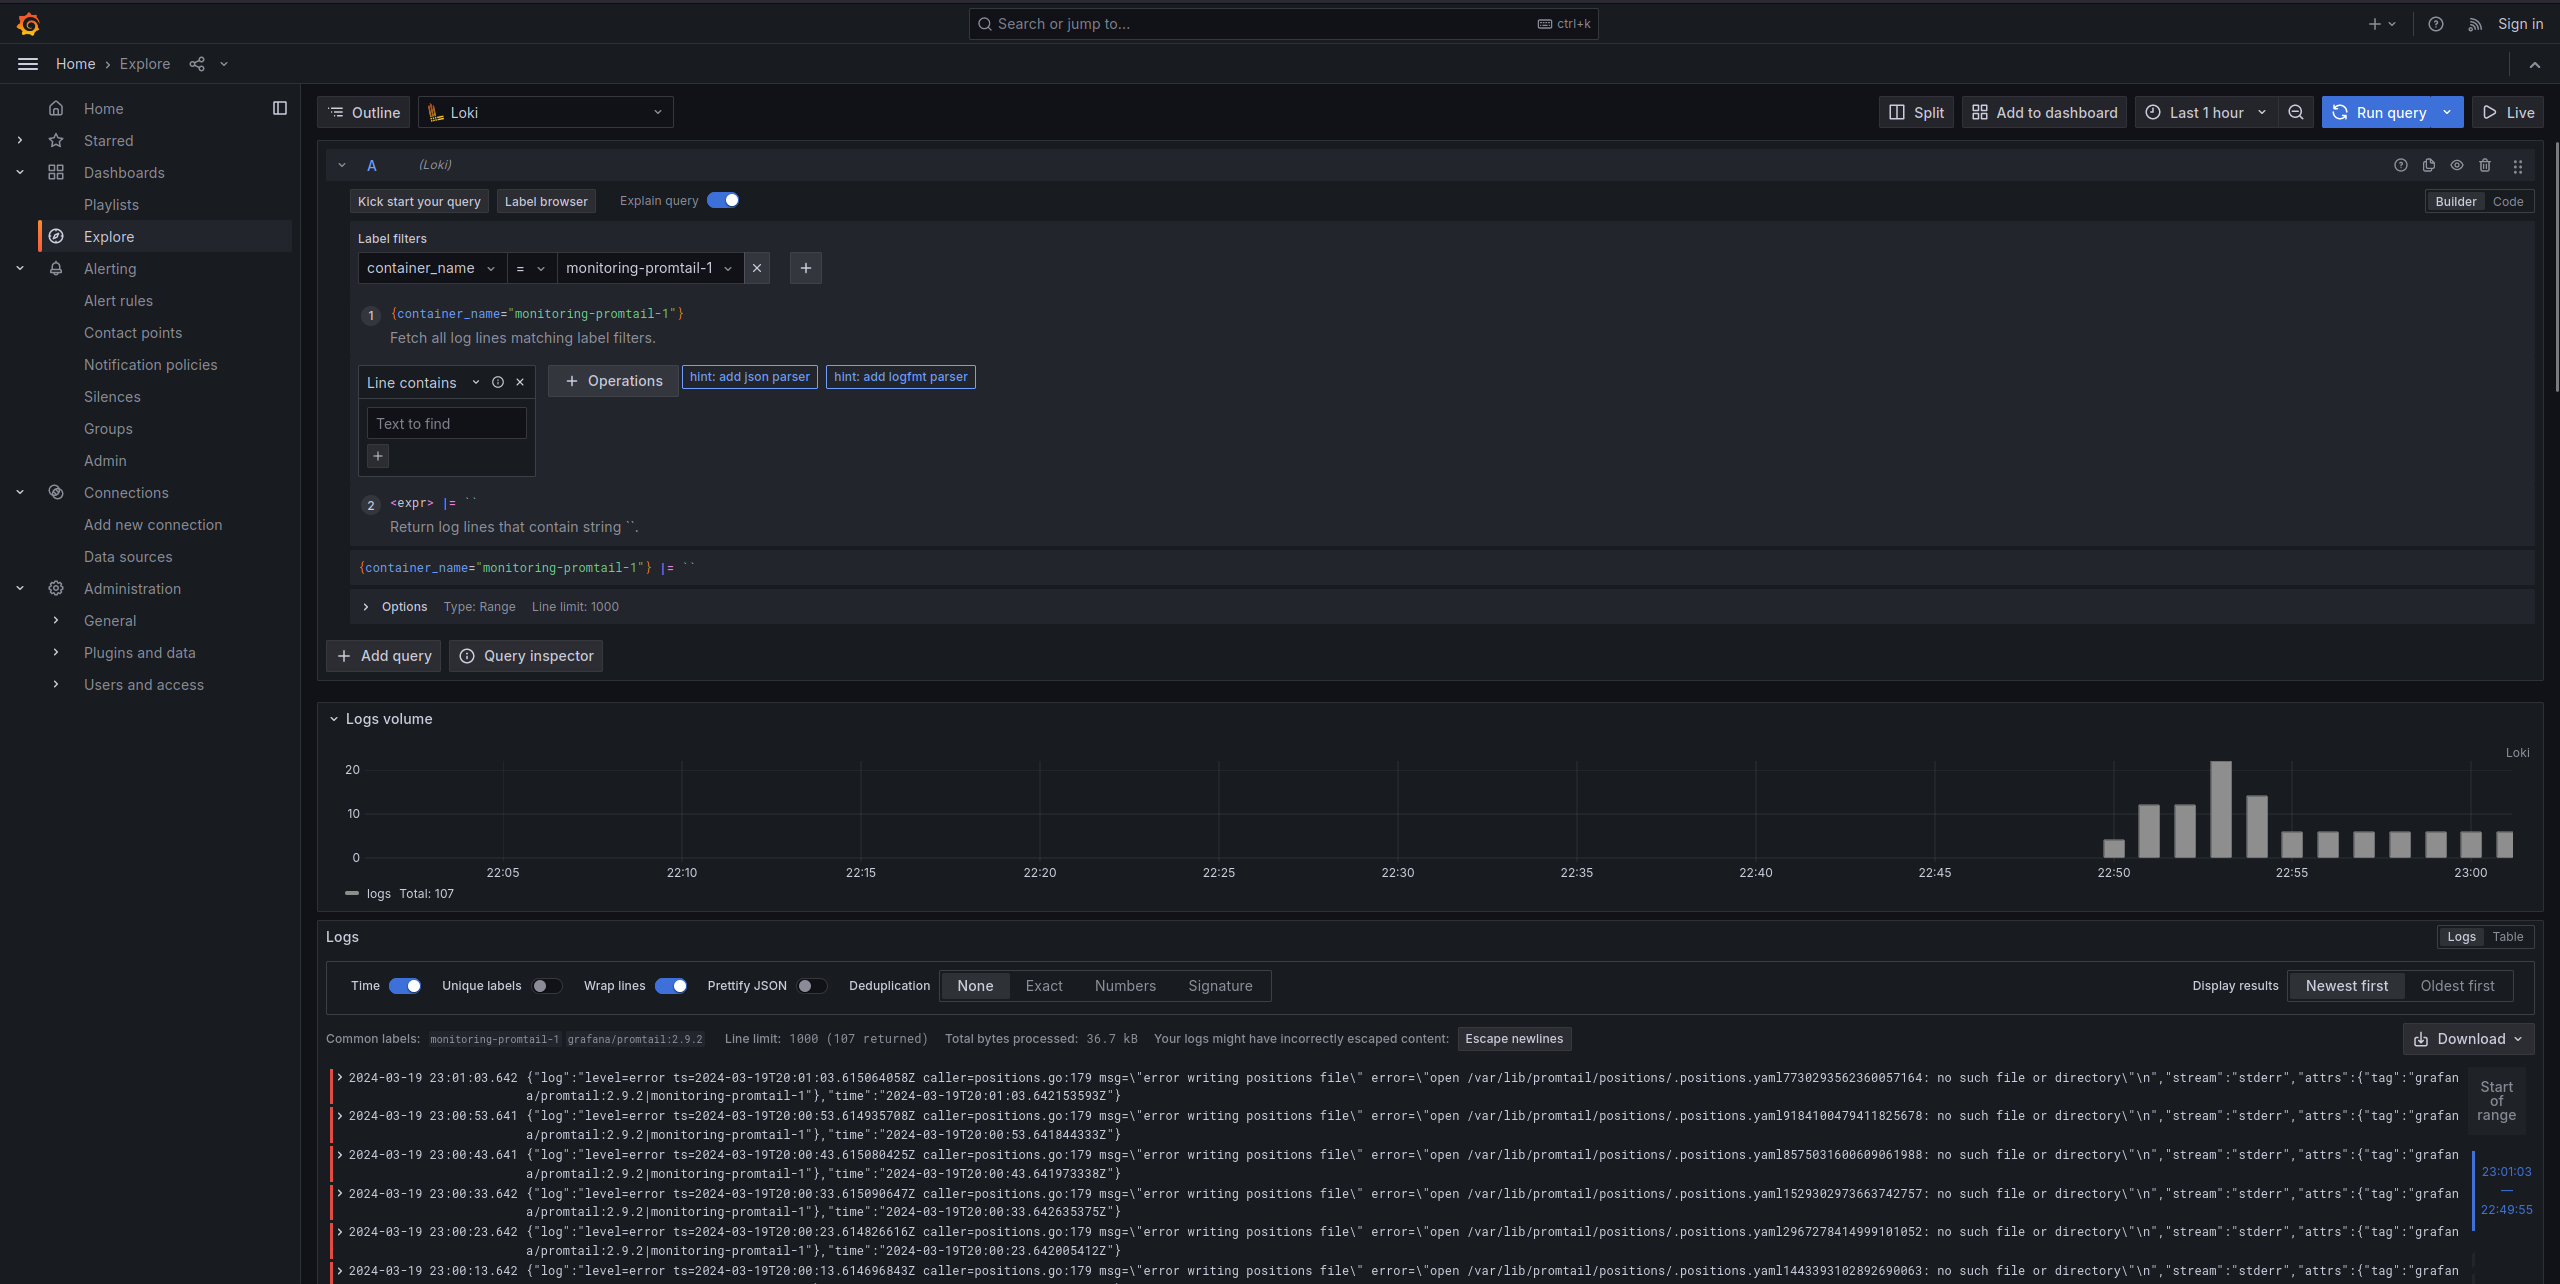 Search or jump to...
ctrl+k
Sign in
Home › Explore
Home
Starred
Dashboards
Playlists
Explore
Alerting
Alert rules
Contact points
Notification policies
Silences
Groups
Admin
Connections
Add new connection
Data sources
Administration
General
Plugins and data
Users and access
Outline
Loki
Split
Add to dashboard
Last 1 hour
Run query
Live
A (Loki)
Kick start your query
Label browser
Explain query
Builder
Code
Label filters
container_name
=
monitoring-promtail-1
1
{container_name="monitoring-promtail-1"}
Fetch all log lines matching label filters.
Line contains
Operations
hint: add json parser
hint: add logfmt parser
Text to find
2
<expr> |= ``
Return log lines that contain string ``.
{container_name="monitoring-promtail-1"} |= ``
Options Type: Range Line limit: 1000
Add query
Query inspector
Logs volume
Loki
20
10
0
22:05 22:10 22:15 22:20 22:25 22:30 22:35 22:40 22:45 22:50 22:55 23:00
logs Total: 107
Logs
Logs
Table
Time
Unique labels
Wrap lines
Prettify JSON
Deduplication
None
Exact
Numbers
Signature
Display results
Newest first
Oldest first
Common labels: monitoring-promtail-1 grafana/promtail:2.9.2 Line limit: 1000 (107 returned) Total bytes processed: 36.7 kB Your logs might have incorrectly escaped content: Escape newlines
Download
2024-03-19 23:01:03.642 {"log":"level=error ts=2024-03-19T20:01:03.615064058Z caller=positions.go:179 msg=\"error writing positions file\" error=\"open /var/lib/promtail/positions/.positions.yaml7730293562360057164: no such file or directory\"\n","stream":"stderr","attrs":{"tag":"grafan
a/promtail:2.9.2|monitoring-promtail-1"},"time":"2024-03-19T20:01:03.642153593Z"}
2024-03-19 23:00:53.641 {"log":"level=error ts=2024-03-19T20:00:53.614935708Z caller=positions.go:179 msg=\"error writing positions file\" error=\"open /var/lib/promtail/positions/.positions.yaml9184100479411825678: no such file or directory\"\n","stream":"stderr","attrs":{"tag":"grafan
a/promtail:2.9.2|monitoring-promtail-1"},"time":"2024-03-19T20:00:53.641844333Z"}
2024-03-19 23:00:43.641 {"log":"level=error ts=2024-03-19T20:00:43.615080425Z caller=positions.go:179 msg=\"error writing positions file\" error=\"open /var/lib/promtail/positions/.positions.yaml8575031600609061988: no such file or directory\"\n","stream":"stderr","attrs":{"tag":"grafan
a/promtail:2.9.2|monitoring-promtail-1"},"time":"2024-03-19T20:00:43.641973338Z"}
2024-03-19 23:00:33.642 {"log":"level=error ts=2024-03-19T20:00:33.615090647Z caller=positions.go:179 msg=\"error writing positions file\" error=\"open /var/lib/promtail/positions/.positions.yaml1529302973663742757: no such file or directory\"\n","stream":"stderr","attrs":{"tag":"grafan
a/promtail:2.9.2|monitoring-promtail-1"},"time":"2024-03-19T20:00:33.642635375Z"}
2024-03-19 23:00:23.642 {"log":"level=error ts=2024-03-19T20:00:23.614826616Z caller=positions.go:179 msg=\"error writing positions file\" error=\"open /var/lib/promtail/positions/.positions.yaml2967278414999101052: no such file or directory\"\n","stream":"stderr","attrs":{"tag":"grafan
a/promtail:2.9.2|monitoring-promtail-1"},"time":"2024-03-19T20:00:23.642005412Z"}
2024-03-19 23:00:13.642 {"log":"level=error ts=2024-03-19T20:00:13.614696843Z caller=positions.go:179 msg=\"error writing positions file\" error=\"open /var/lib/promtail/positions/.positions.yaml1443393102892690063: no such file or directory\"\n","stream":"stderr","attrs":{"tag":"grafan
Start
of
range
23:01:03
—
22:49:55